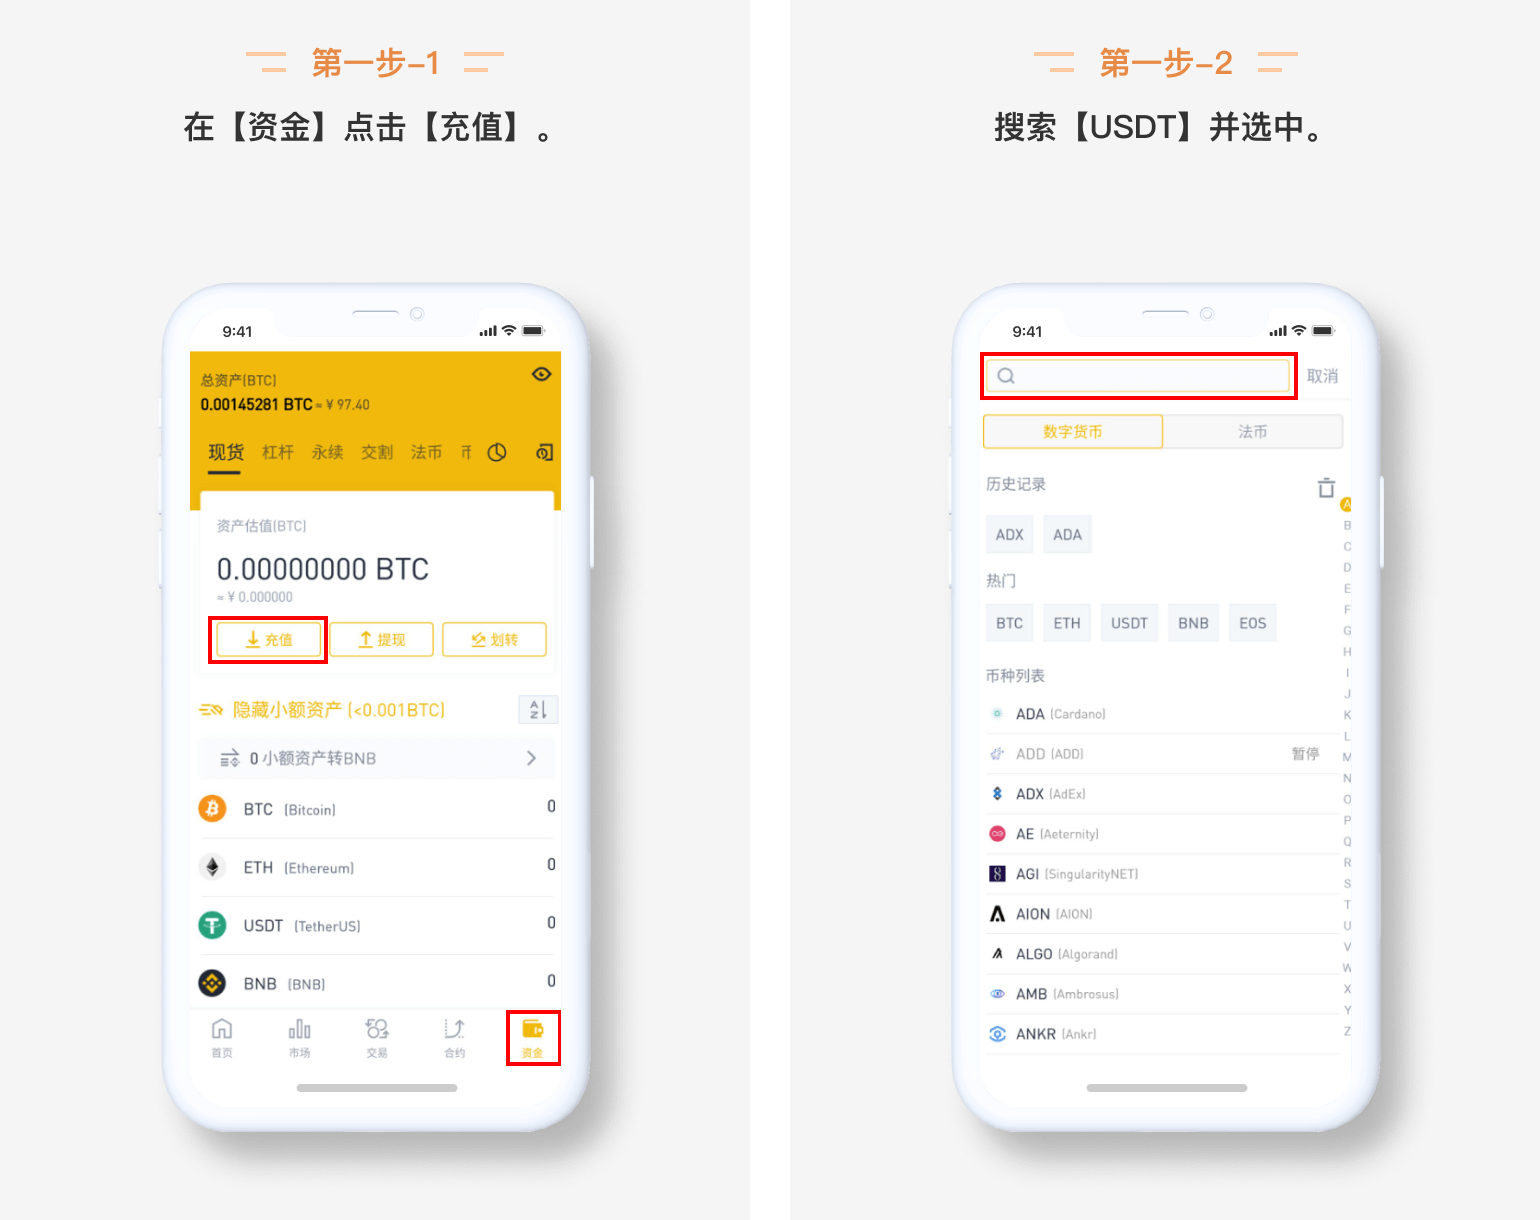 第一步-1
在【资金】点击【充值】。
9:41
总资产(BTC)
0.00145281 BTC ≈ ¥ 97.40
现货 杠杆 永续 交割 法币 币
资产估值(BTC)
0.00000000 BTC
≈ ¥ 0.000000
充值 提现 划转
隐藏小额资产 (<0.001BTC)
A
Z
0 小额资产转BNB
BTC (Bitcoin) 0
ETH (Ethereum) 0
USDT (TetherUS) 0
BNB (BNB) 0
首页 市场 交易 合约 资金
第一步-2
搜索【USDT】并选中。
9:41
取消
数字货币 法币
历史记录
ADX ADA
热门
BTC ETH USDT BNB EOS
币种列表
ADA (Cardano)
ADD (ADD) 暂停
ADX (AdEx)
AE (Aeternity)
AGI (SingularityNET)
AION (AION)
ALGO (Algorand)
AMB (Ambrosus)
ANKR (Ankr)
A
B
C
D
E
F
G
H
I
J
K
L
M
N
O
P
Q
R
S
T
U
V
W
X
Y
Z